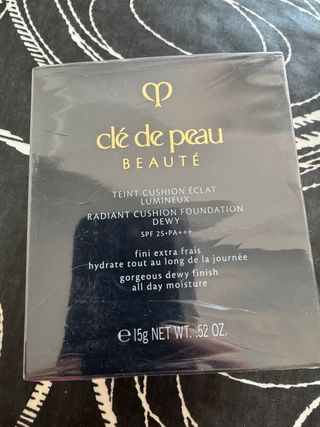 clé de peau
BEAUTÉ
TEINT CUSHION ÉCLAT
LUMINEUX
RADIANT CUSHION FOUNDATION
DEWY
SPF 25•PA+++
fini extra frais
hydrate tout au long de la journée
gorgeous dewy finish
all day moisture
℮ 15g NET WT. .52 OZ.